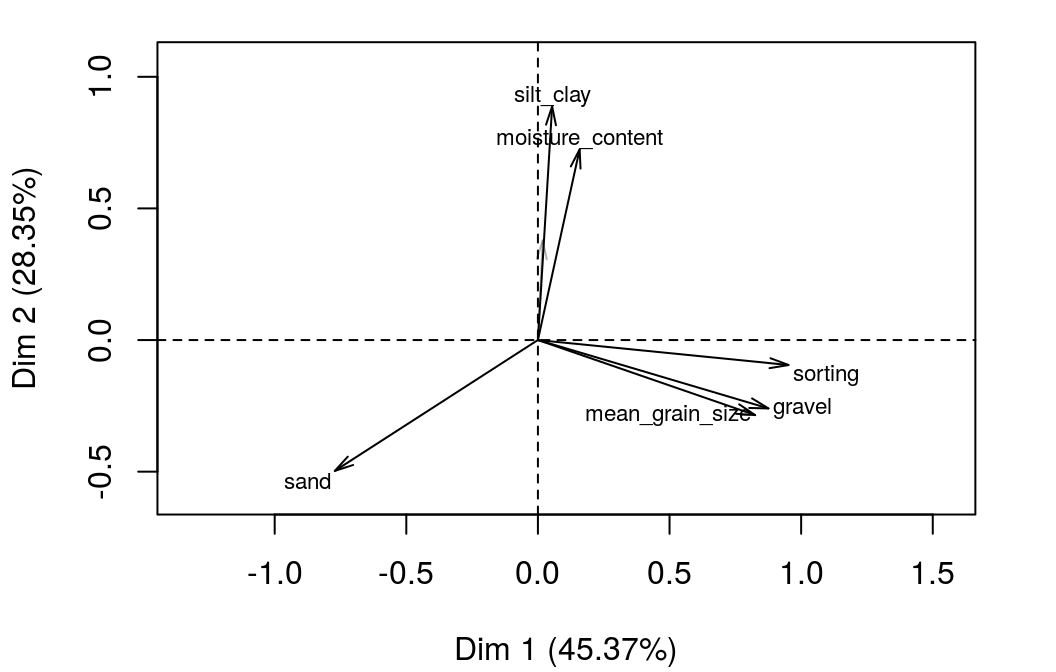 1.0
0.5
0.0
-0.5
Dim 2 (28.35%)
silt_clay
moisture_content
sorting
gravel
mean_grain_size
sand
-1.0
-0.5
0.0
0.5
1.0
1.5
Dim 1 (45.37%)